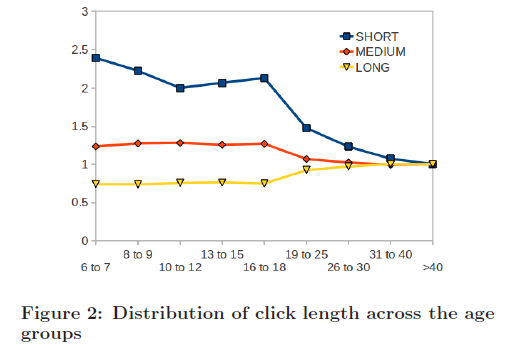 3
2.5
2
1.5
1
0.5
0
SHORT
MEDIUM
LONG
8 to 9 13 to 15 19 to 25 31 to 40
6 to 7 10 to 12 16 to 18 26 to 30 >40
Figure 2: Distribution of click length across the age
groups